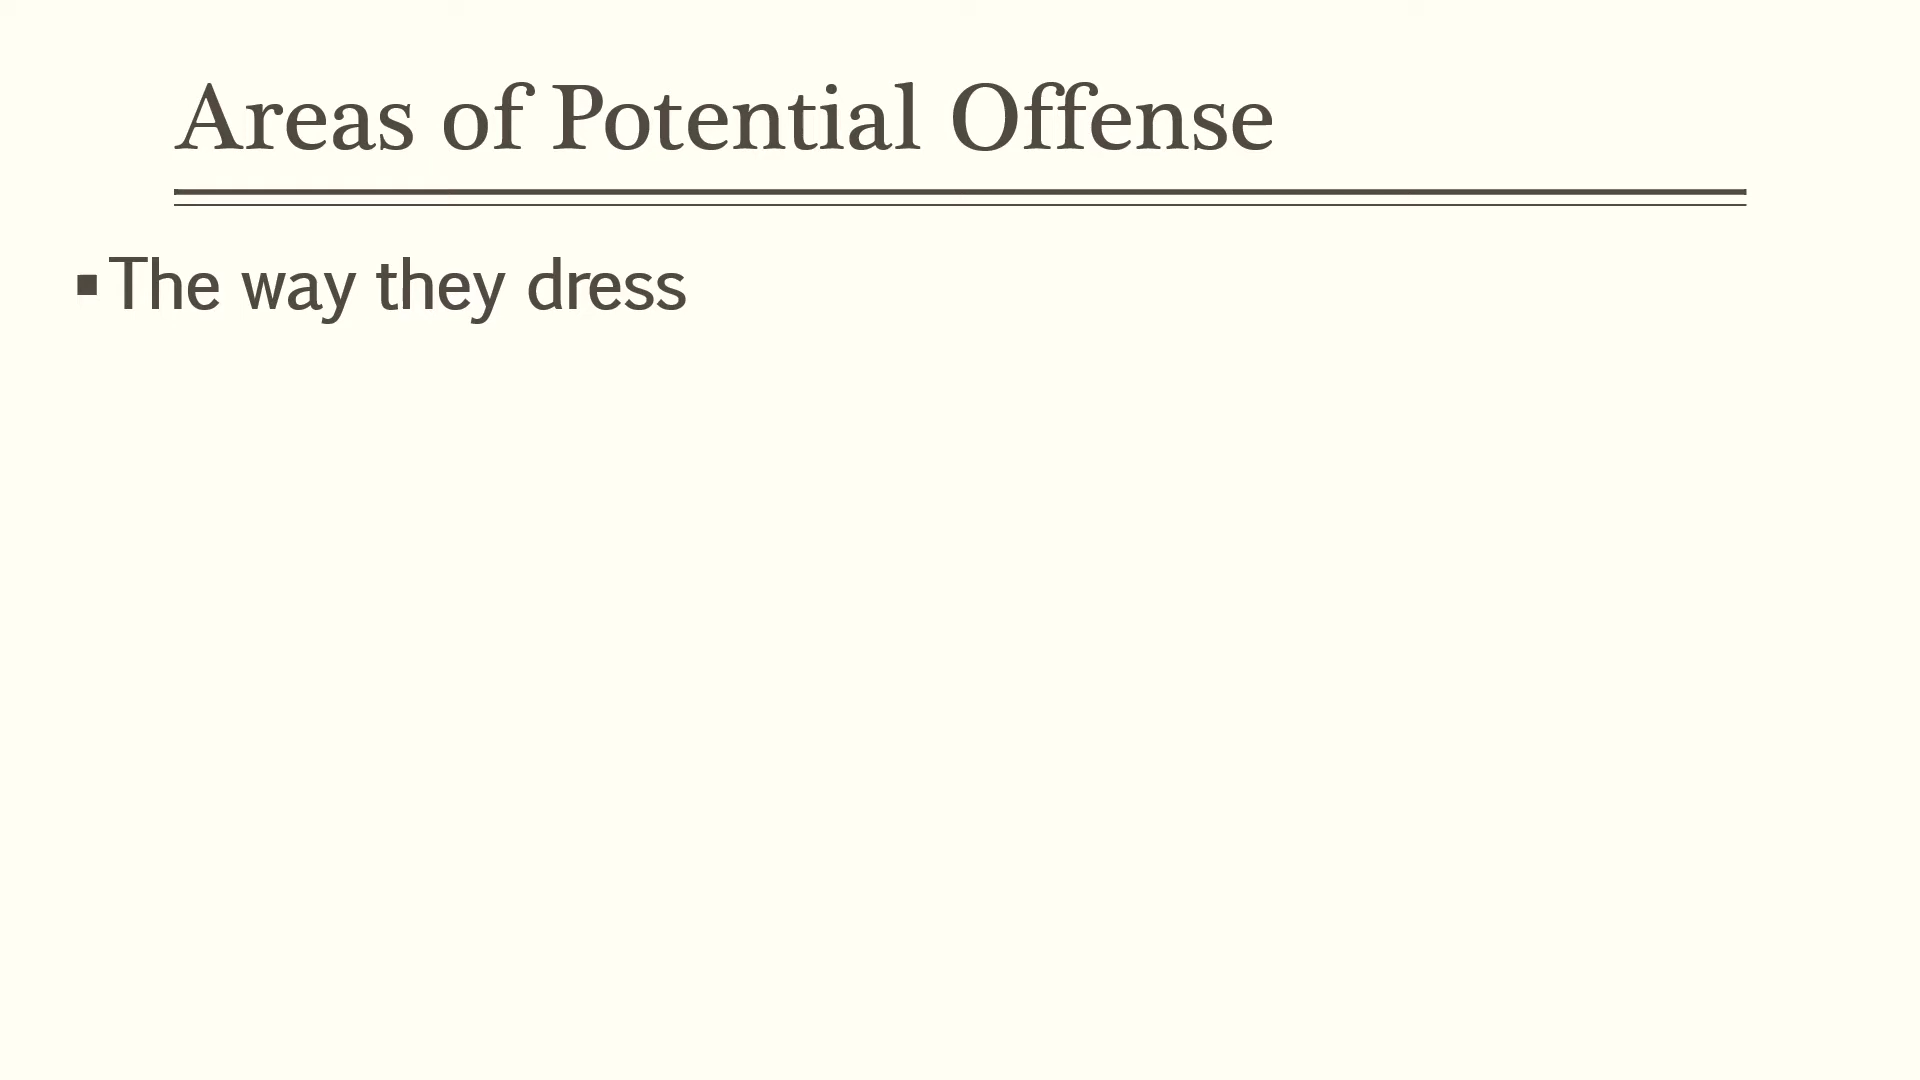 Areas of Potential Offense
▪ The way they dress